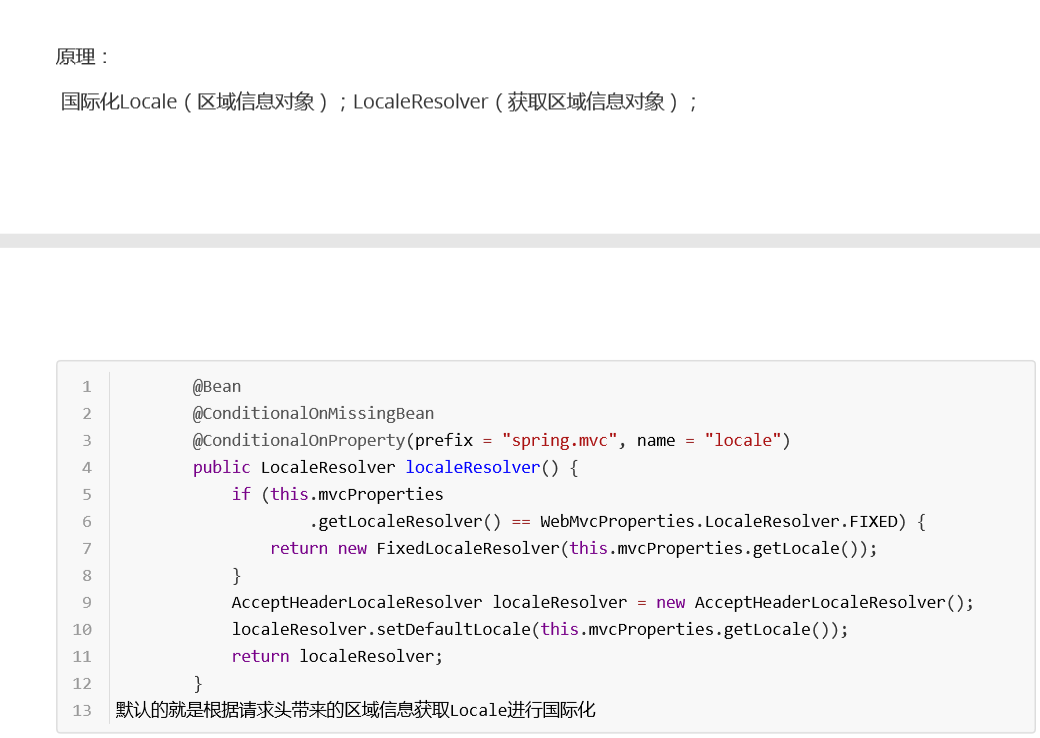 原理：
国际化Locale（区域信息对象）；LocaleResolver（获取区域信息对象）；
1 @Bean
2 @ConditionalOnMissingBean
3 @ConditionalOnProperty(prefix = "spring.mvc", name = "locale")
4 public LocaleResolver localeResolver() {
5 if (this.mvcProperties
6 .getLocaleResolver() == WebMvcProperties.LocaleResolver.FIXED) {
7 return new FixedLocaleResolver(this.mvcProperties.getLocale());
8 }
9 AcceptHeaderLocaleResolver localeResolver = new AcceptHeaderLocaleResolver();
10 localeResolver.setDefaultLocale(this.mvcProperties.getLocale());
11 return localeResolver;
12 }
13 默认的就是根据请求头带来的区域信息获取Locale进行国际化